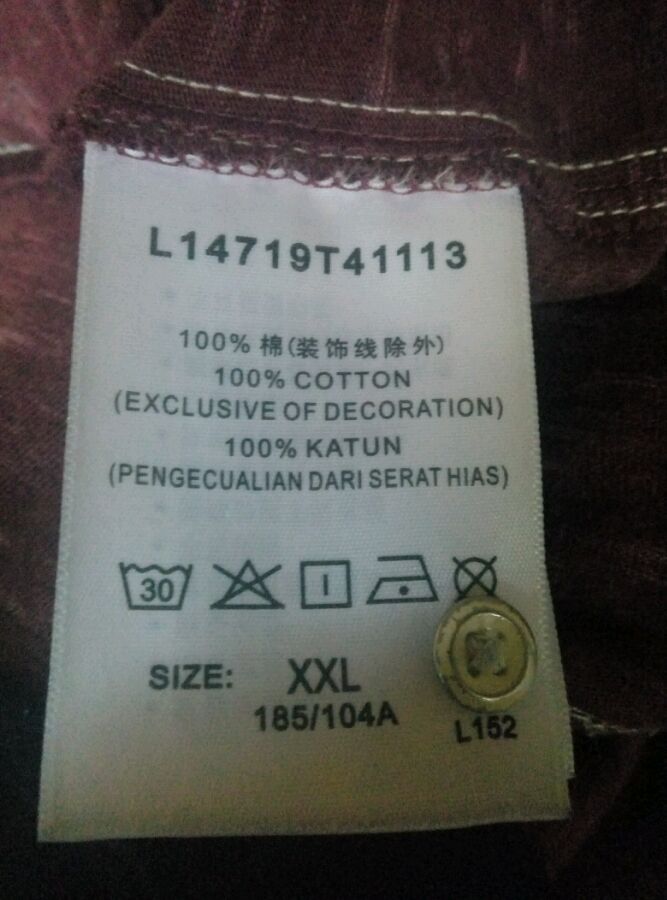 L14719T41113
100% 棉(装饰线除外)
100% COTTON
(EXCLUSIVE OF DECORATION)
100% KATUN
(PENGECUALIAN DARI SERAT HIAS)
30
SIZE: XXL
185/104A
L152